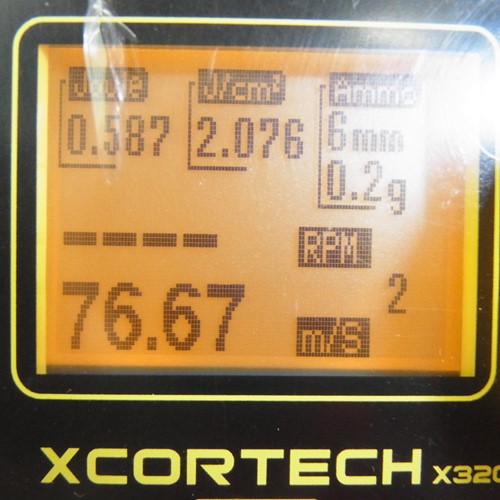 Joule J/cm² Ammo
0.587 2.076 6mm
0.2g
---- RPM
2
76.67 m/S
XCORTECH X320